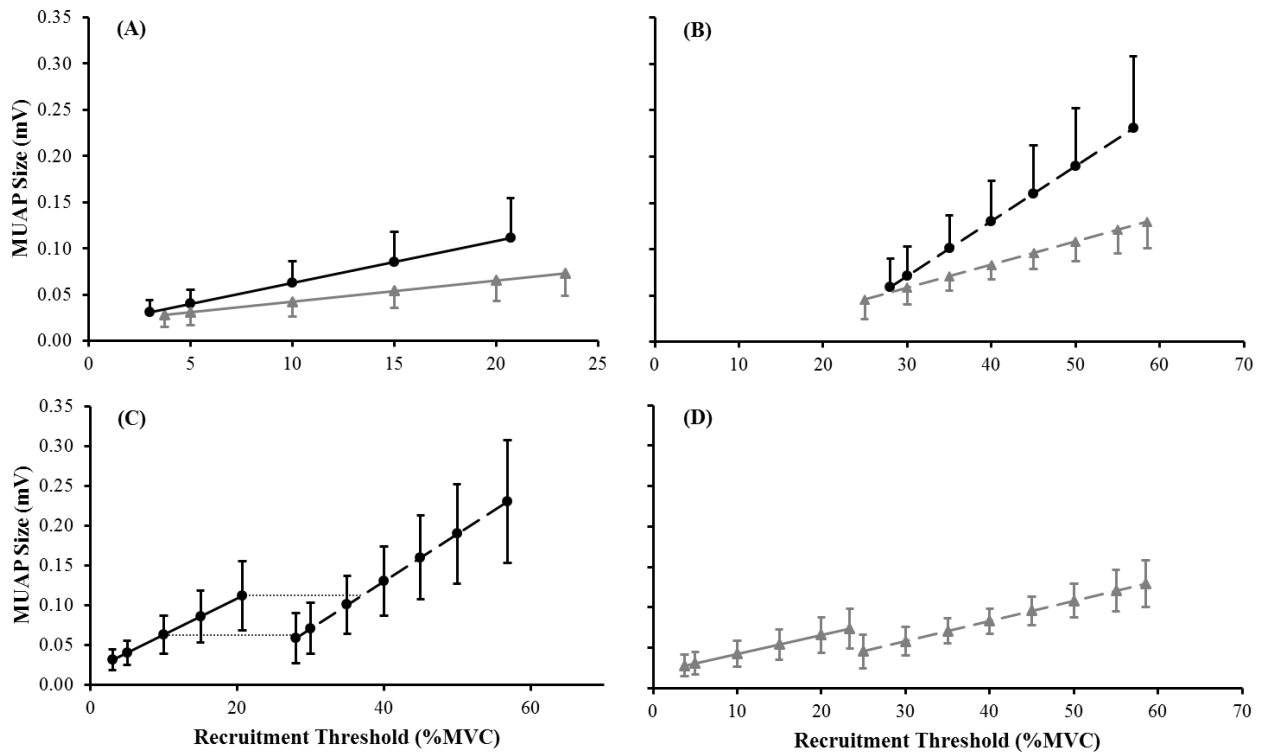 (A)
(B)
MUAP Size (mV)
0.35
0.30
0.25
0.20
0.15
0.10
0.05
0.00
0 5 10 15 20 25
0 10 20 30 40 50 60 70
(C)
(D)
MUAP Size (mV)
0.35
0.30
0.25
0.20
0.15
0.10
0.05
0.00
0 20 40 60
0 10 20 30 40 50 60 70
Recruitment Threshold (%MVC)
Recruitment Threshold (%MVC)